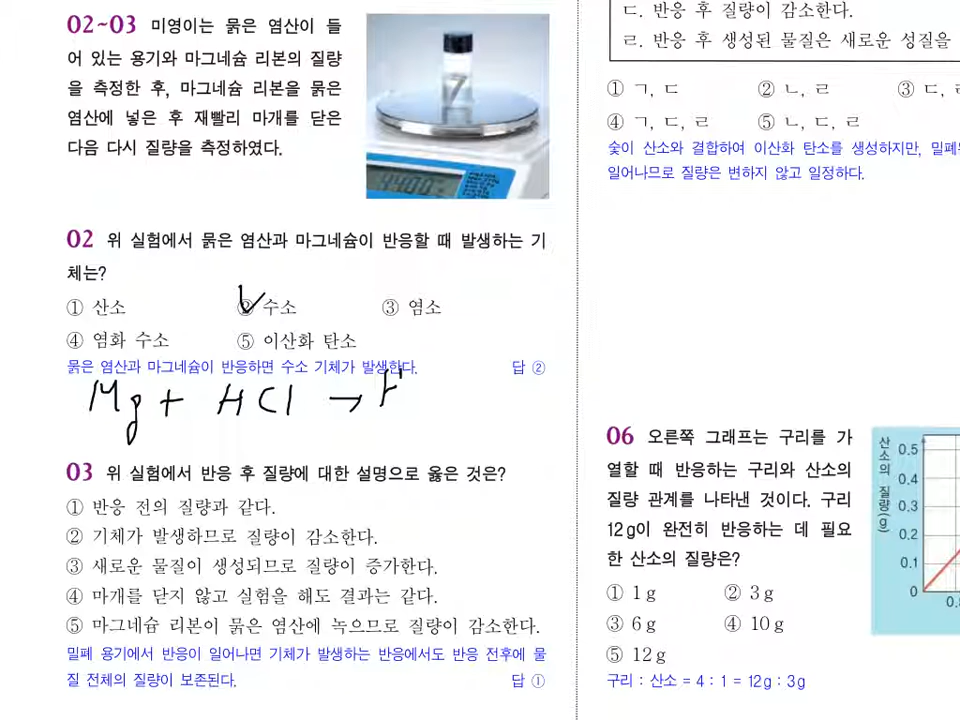 02~03 미영이는 묽은 염산이 들
어 있는 용기와 마그네슘 리본의 질량
을 측정한 후, 마그네슘 리본을 묽은
염산에 넣은 후 재빨리 마개를 닫은
다음 다시 질량을 측정하였다.
02 위 실험에서 묽은 염산과 마그네슘이 반응할 때 발생하는 기
체는?
① 산소 ② 수소 ③ 염소
④ 염화 수소 ⑤ 이산화 탄소
묽은 염산과 마그네슘이 반응하면 수소 기체가 발생한다. 답 ②
Mg + HCl →
03 위 실험에서 반응 후 질량에 대한 설명으로 옳은 것은?
① 반응 전의 질량과 같다.
② 기체가 발생하므로 질량이 감소한다.
③ 새로운 물질이 생성되므로 질량이 증가한다.
④ 마개를 닫지 않고 실험을 해도 결과는 같다.
⑤ 마그네슘 리본이 묽은 염산에 녹으므로 질량이 감소한다.
밀폐 용기에서 반응이 일어나면 기체가 발생하는 반응에서도 반응 전후에 물
질 전체의 질량이 보존된다. 답 ①
ㄷ. 반응 후 질량이 감소한다.
ㄹ. 반응 후 생성된 물질은 새로운 성질을
① ㄱ, ㄷ ② ㄴ, ㄹ ③ ㄷ,
④ ㄱ, ㄷ, ㄹ ⑤ ㄴ, ㄷ, ㄹ
숯이 산소와 결합하여 이산화 탄소를 생성하지만,
일어나므로 질량은 변하지 않고 일정하다.
06 오른쪽 그래프는 구리를 가
열할 때 반응하는 구리와 산소의
질량 관계를 나타낸 것이다. 구리
12g이 완전히 반응하는 데 필요
한 산소의 질량은?
① 1g ② 3g
③ 6g ④ 10g
⑤ 12g
구리 : 산소 = 4 : 1 = 12g : 3g
산소의 질량(g)
0.5
0.4
0.3
0.2
0.1
0